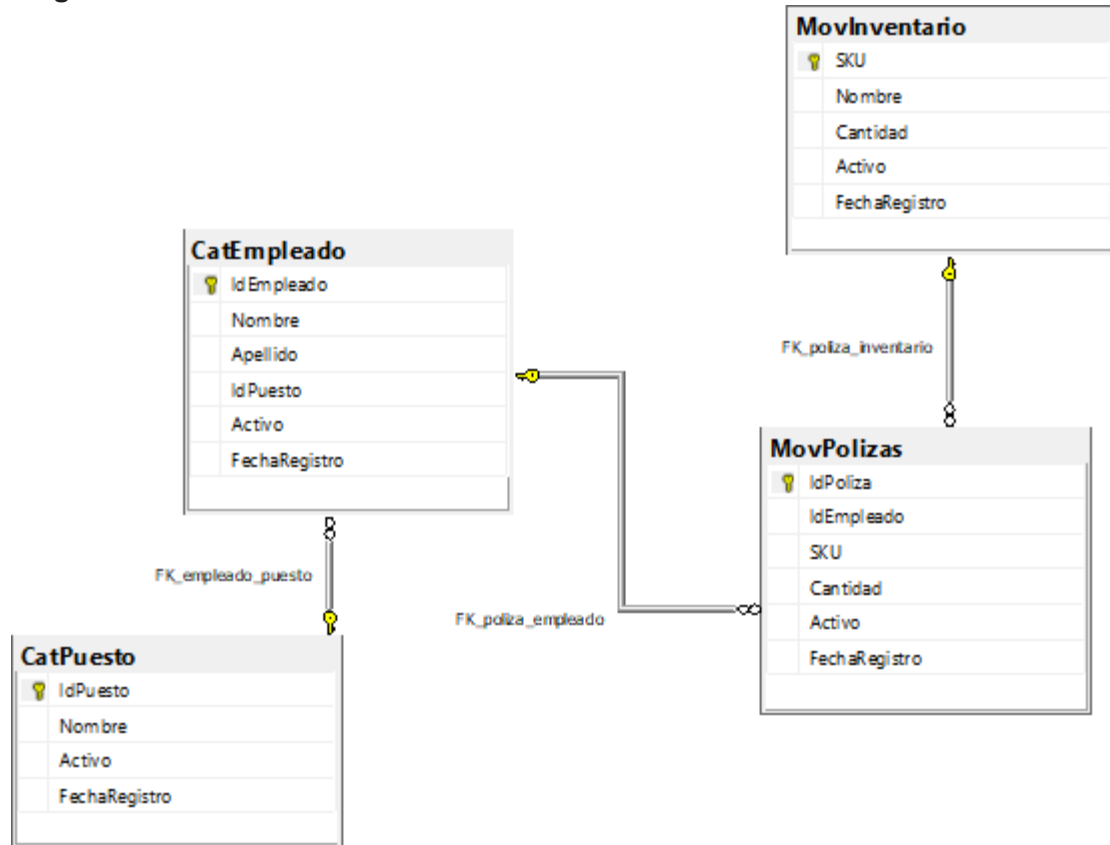 MovInventario
SKU
Nombre
Cantidad
Activo
FechaRegistro
CatEmpleado
IdEmpleado
Nombre
Apellido
IdPuesto
Activo
FechaRegistro
FK_poliza_inventario
MovPolizas
IdPoliza
IdEmpleado
SKU
Cantidad
Activo
FechaRegistro
FK_empleado_puesto
FK_poliza_empleado
CatPuesto
IdPuesto
Nombre
Activo
FechaRegistro